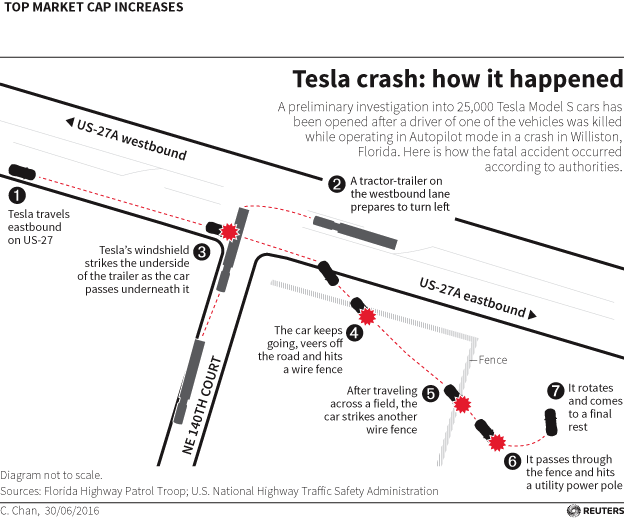 TOP MARKET CAP INCREASES
Tesla crash: how it happened
A preliminary investigation into 25,000 Tesla Model S cars has
been opened after a driver of one of the vehicles was killed
while operating in Autopilot mode in a crash in Williston,
Florida. Here is how the fatal accident occurred
according to authorities.
US-27A westbound
1
Tesla travels
eastbound
on US-27
2
A tractor-trailer on
the westbound lane
prepares to turn left
3
Tesla's windshield
strikes the underside
of the trailer as the car
passes underneath it
US-27A eastbound
4
The car keeps
going, veers off
the road and hits
a wire fence
Fence
NE 140TH COURT
5
After traveling
across a field, the
car strikes another
wire fence
6
It passes through
the fence and hits
a utility power pole
7
It rotates
and comes
to a final
rest
Diagram not to scale.
Sources: Florida Highway Patrol Troop; U.S. National Highway Traffic Safety Administration
C. Chan, 30/06/2016
REUTERS